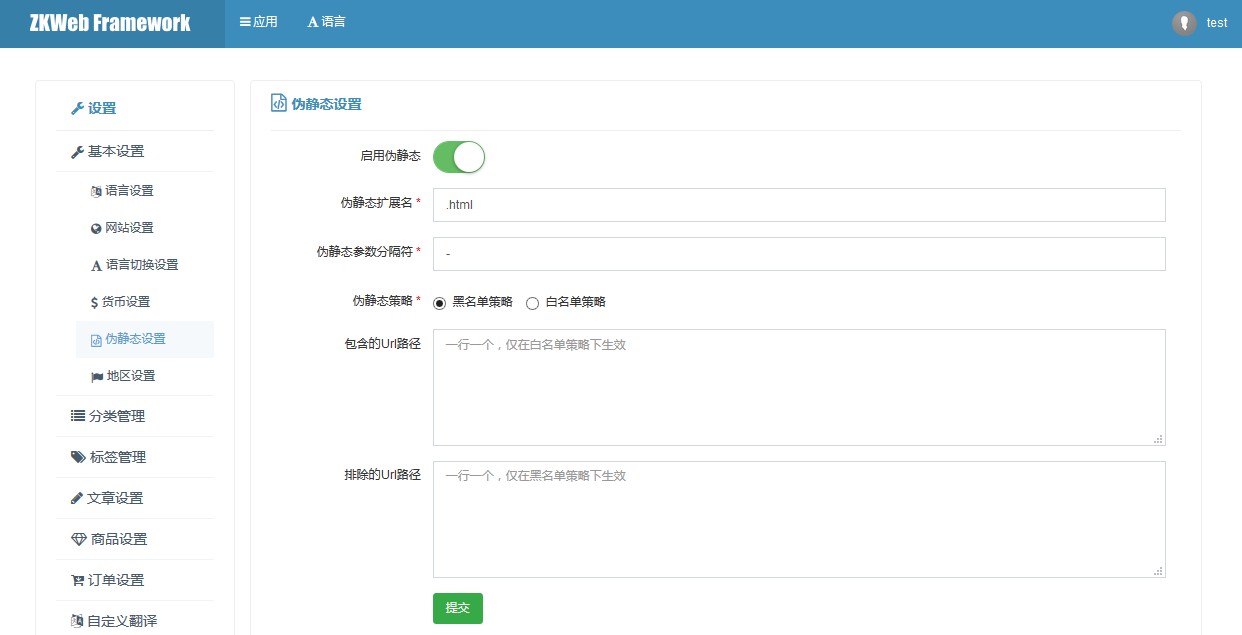 ZKWeb Framework
应用
语言
test
设置
基本设置
语言设置
网站设置
语言切换设置
货币设置
伪静态设置
地区设置
分类管理
标签管理
文章设置
商品设置
订单设置
自定义翻译
伪静态设置
启用伪静态
伪静态扩展名 *
.html
伪静态参数分隔符 *
-
伪静态策略 *
黑名单策略 白名单策略
包含的Url路径
一行一个，仅在白名单策略下生效
排除的Url路径
一行一个，仅在黑名单策略下生效
提交